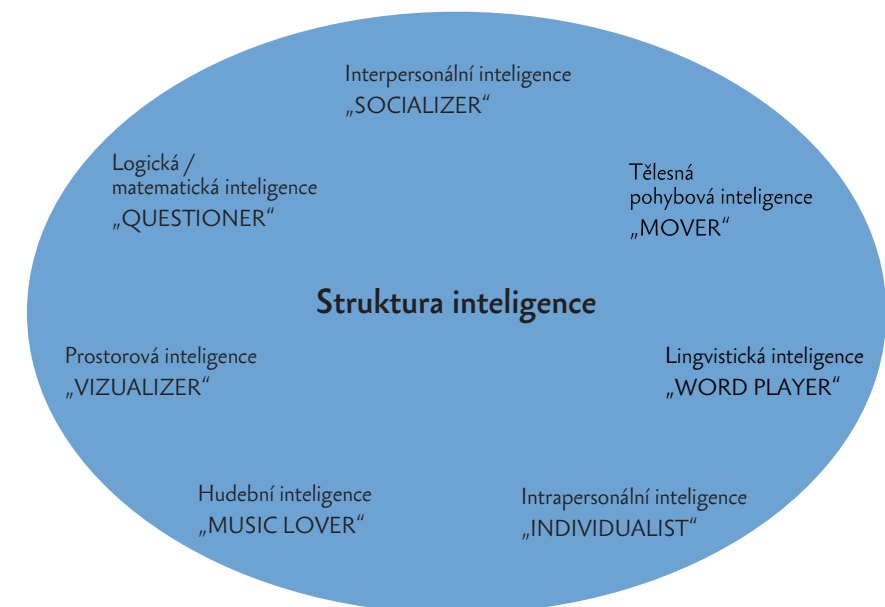 Interpersonální inteligence
„SOCIALIZER“
Logická /
matematická inteligence
„QUESTIONER“
Tělesná
pohybová inteligence
„MOVER“
Struktura inteligence
Prostorová inteligence
„VIZUALIZER“
Lingvistická inteligence
„WORD PLAYER“
Hudební inteligence
„MUSIC LOVER“
Intrapersonální inteligence
„INDIVIDUALIST“